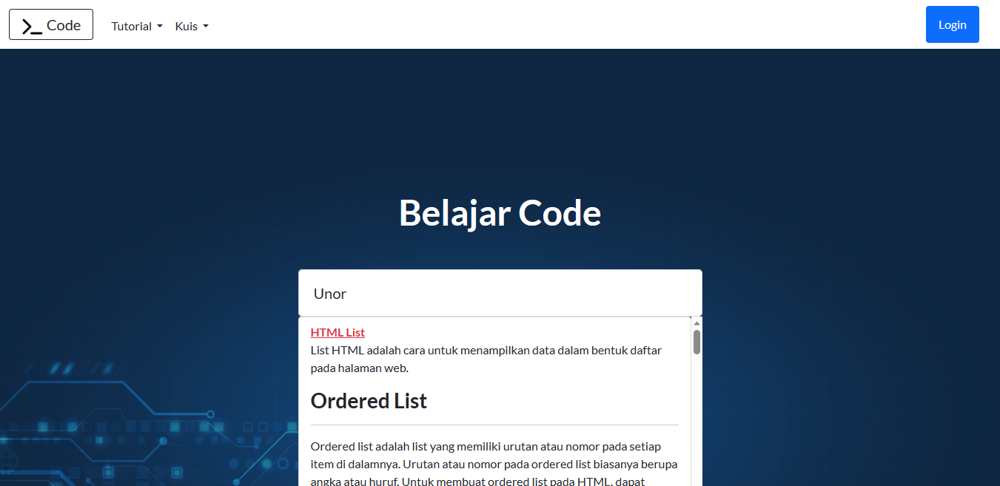 Code
Tutorial
Kuis
Login
Belajar Code
Unor
HTML List
List HTML adalah cara untuk menampilkan data dalam bentuk daftar
pada halaman web.
Ordered List
Ordered list adalah list yang memiliki urutan atau nomor pada setiap
item di dalamnya. Urutan atau nomor pada ordered list biasanya berupa
angka atau huruf. Untuk membuat ordered list pada HTML, dapat